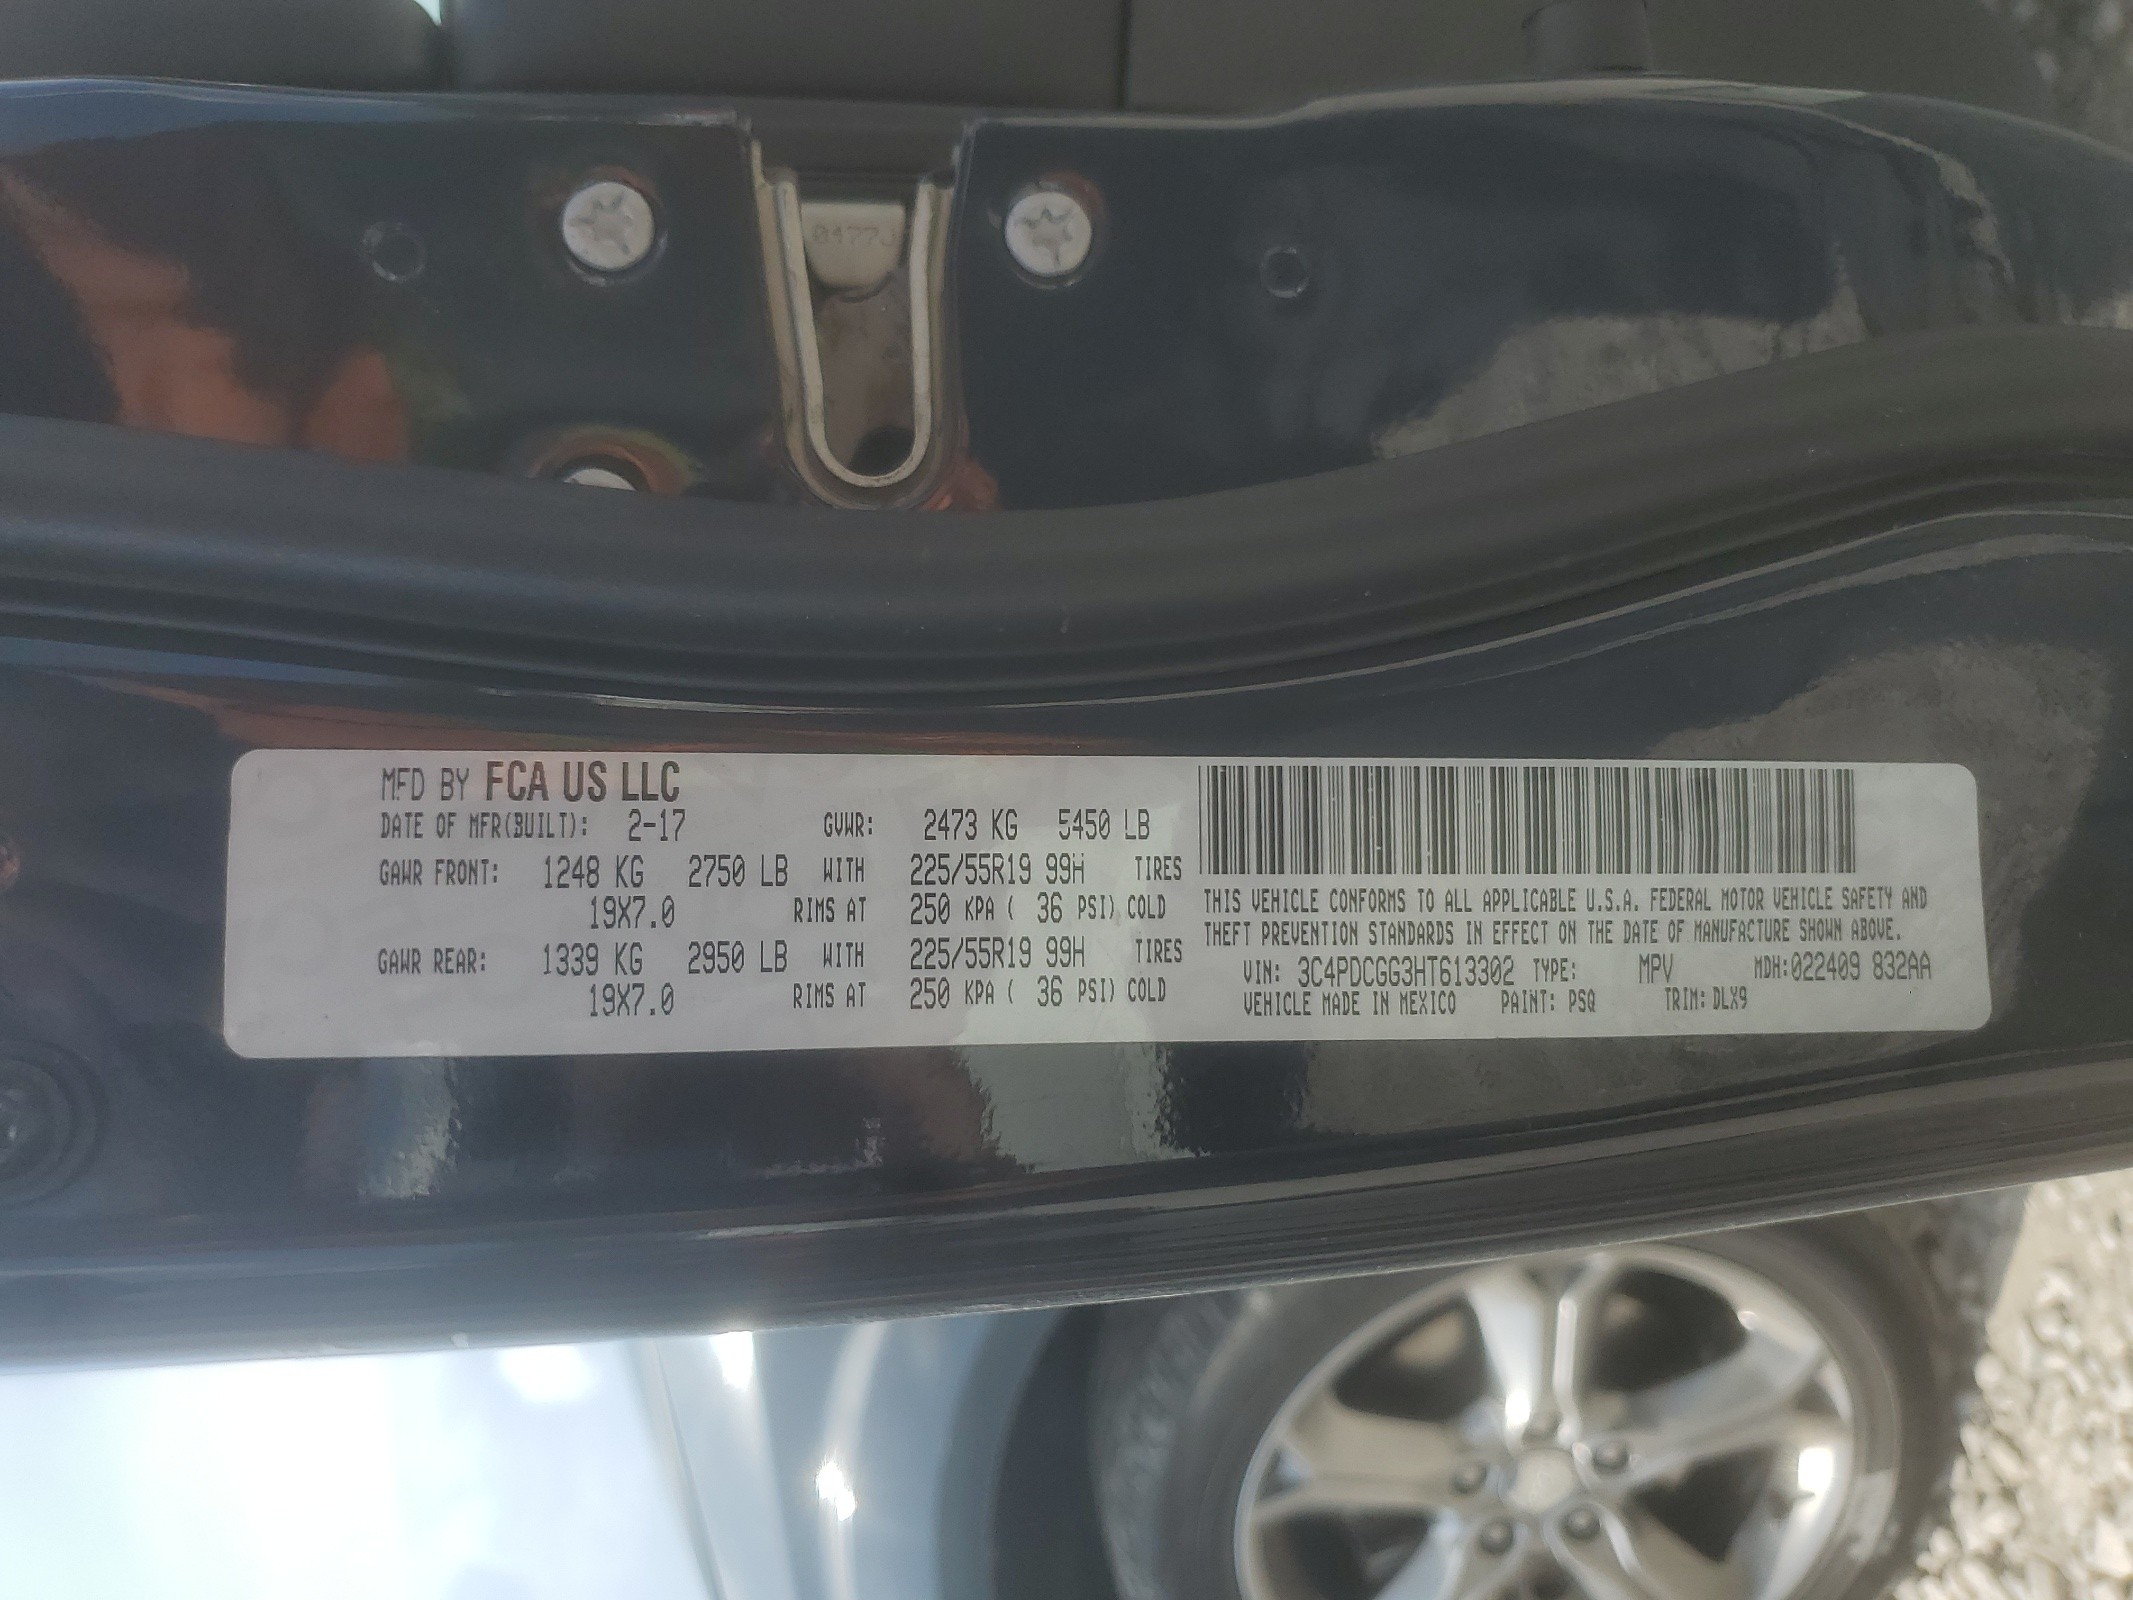 0477J
MFD BY FCA US LLC
DATE OF MFR(BUILT): 2-17 GVWR: 2473 KG 5450 LB
GAWR FRONT: 1248 KG 2750 LB WITH 225/55R19 99H TIRES
19X7.0 RIMS AT 250 KPA ( 36 PSI) COLD
GAWR REAR: 1339 KG 2950 LB WITH 225/55R19 99H TIRES
19X7.0 RIMS AT 250 KPA ( 36 PSI) COLD
THIS VEHICLE CONFORMS TO ALL APPLICABLE U.S.A. FEDERAL MOTOR VEHICLE SAFETY AND
THEFT PREVENTION STANDARDS IN EFFECT ON THE DATE OF MANUFACTURE SHOWN ABOVE.
VIN: 3C4PDCGG3HT613302 TYPE: MPV MDH:022409 832AA
VEHICLE MADE IN MEXICO PAINT: PSQ TRIM: DLX9